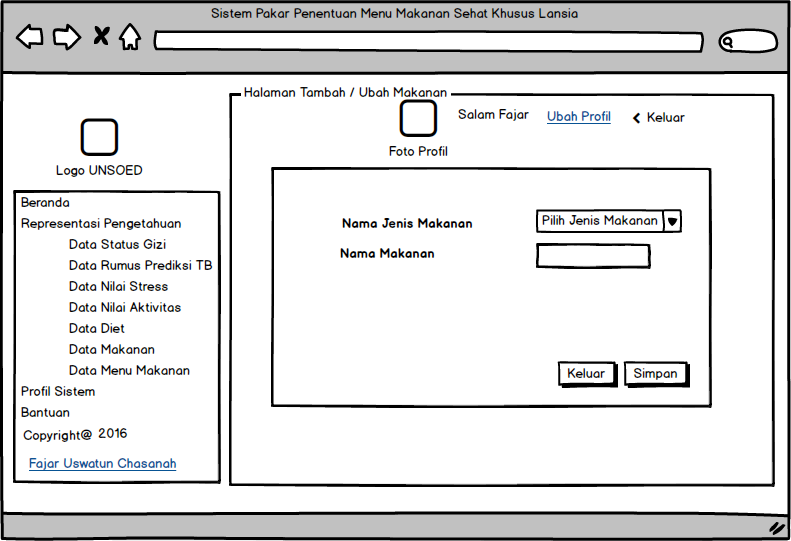 Sistem Pakar Penentuan Menu Makanan Sehat Khusus Lansia
Logo UNSOED
Beranda
Representasi Pengetahuan
Data Status Gizi
Data Rumus Prediksi TB
Data Nilai Stress
Data Nilai Aktivitas
Data Diet
Data Makanan
Data Menu Makanan
Profil Sistem
Bantuan
Copyright@ 2016
Fajar Uswatun Chasanah
Halaman Tambah / Ubah Makanan
Salam Fajar Ubah Profil Keluar
Foto Profil
Nama Jenis Makanan Pilih Jenis Makanan
Nama Makanan
Keluar Simpan